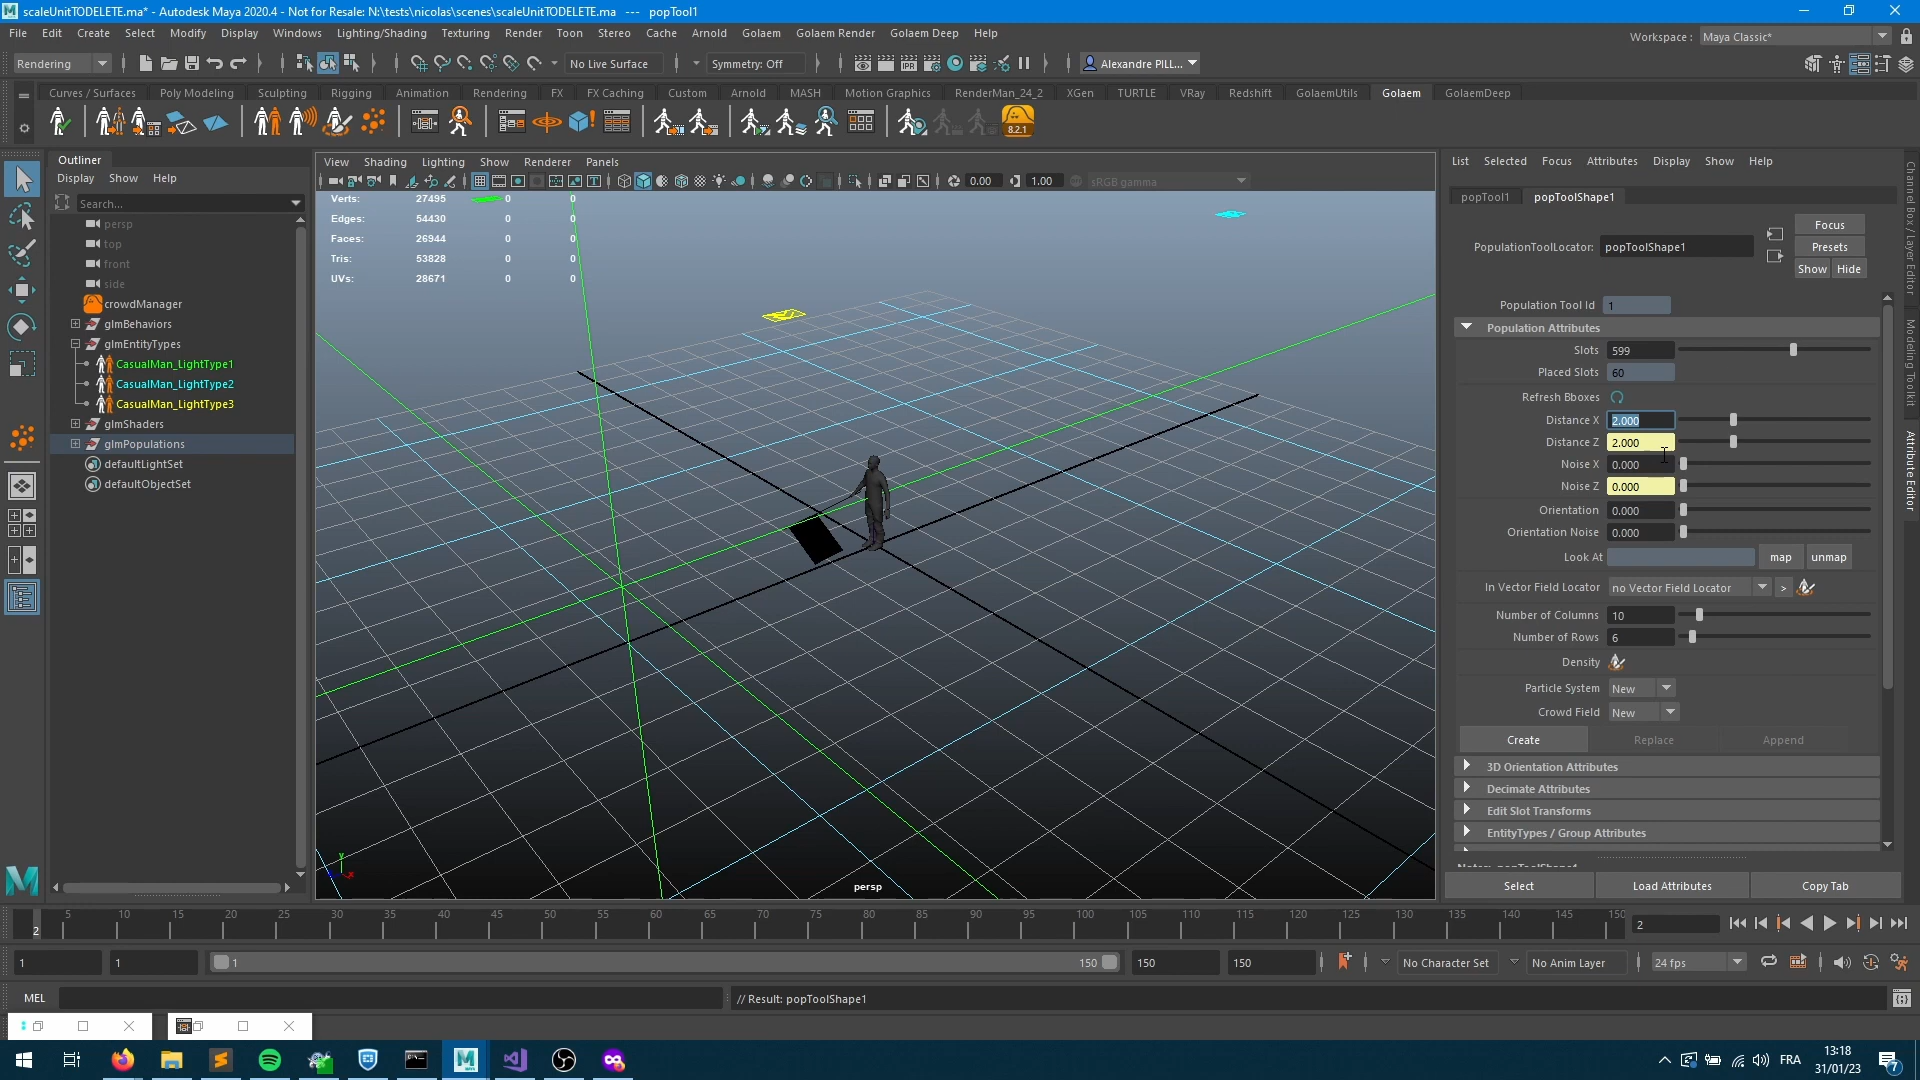 scaleUnitTODELETE.ma* - Autodesk Maya 2020.4 - Not for Resale: N:\tests\nicolas\scenes\scaleUnitTODELETE.ma --- popTool1
File Edit Create Select Modify Display Windows Lighting/Shading Texturing Render Toon Stereo Cache Arnold Golaem Golaem Render Golaem Deep Help
Workspace : Maya Classic*
Rendering No Live Surface Symmetry: Off Alexandre PILL...
Curves / Surfaces Poly Modeling Sculpting Rigging Animation Rendering FX FX Caching Custom Arnold MASH Motion Graphics RenderMan_24_2 XGen TURTLE VRay Redshift GolaemUtils Golaem GolaemDeep
8.2.1
Outliner
Display Show Help
Search...
persp
top
front
side
crowdManager
glmBehaviors
glmEntityTypes
CasualMan_LightType1
CasualMan_LightType2
CasualMan_LightType3
glmShaders
glmPopulations
defaultLightSet
defaultObjectSet
View Shading Lighting Show Renderer Panels
0.00 1.00 sRGB gamma
Verts: 27495 0 0
Edges: 54430 0 0
Faces: 26944 0 0
Tris: 53828 0 0
UVs: 28671 0 0
persp
y
x
List Selected Focus Attributes Display Show Help
popTool1 popToolShape1
Focus
PopulationToolLocator: popToolShape1
Presets
Show Hide
Population Tool Id 1
Population Attributes
Slots 599
Placed Slots 60
Refresh Bboxes
Distance X 2.000
Distance Z 2.000
Noise X 0.000
Noise Z 0.000
Orientation 0.000
Orientation Noise 0.000
Look At map unmap
In Vector Field Locator no Vector Field Locator >
Number of Columns 10
Number of Rows 6
Density
Particle System New
Crowd Field New
Create Replace Append
3D Orientation Attributes
Decimate Attributes
Edit Slot Transforms
EntityTypes / Group Attributes
Select Load Attributes Copy Tab
Channel Box / Layer Editor
Modeling Toolkit
Attribute Editor
5 10 15 20 25 30 35 40 45 50 55 60 65 70 75 80 85 90 95 100 105 110 115 120 125 130 135 140 145 150
2
2
1 1 1 150 150 150 No Character Set No Anim Layer 24 fps
MEL // Result: popToolShape1
FRA
13:18
31/01/23
7